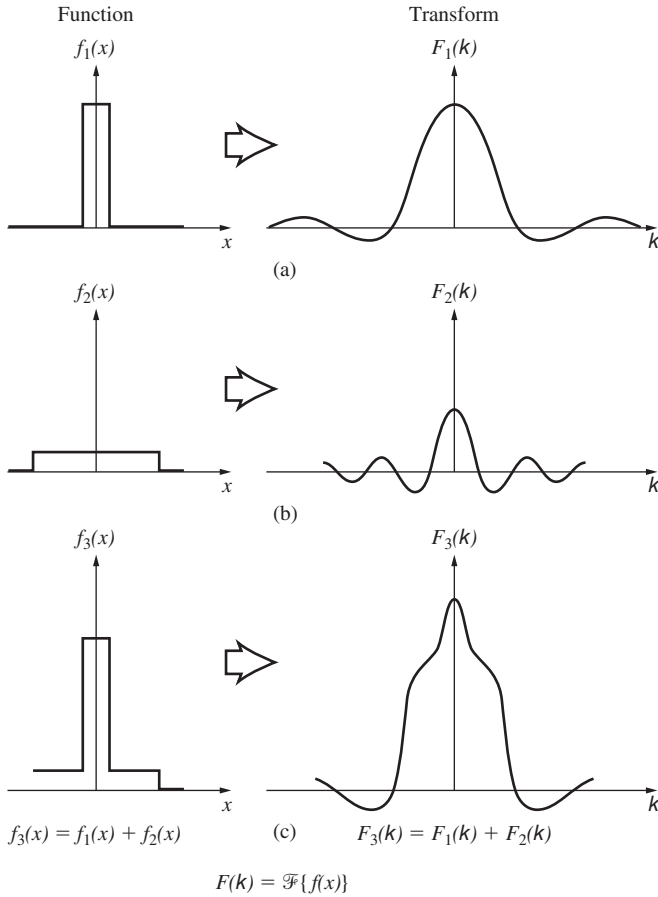 Function Transform
f₁(x) F₁(k)
x k
(a)
f₂(x) F₂(k)
x k
(b)
f₃(x) F₃(k)
x k
f₃(x) = f₁(x) + f₂(x) (c) F₃(k) = F₁(k) + F₂(k)
F(k) = ℱ{f(x)}